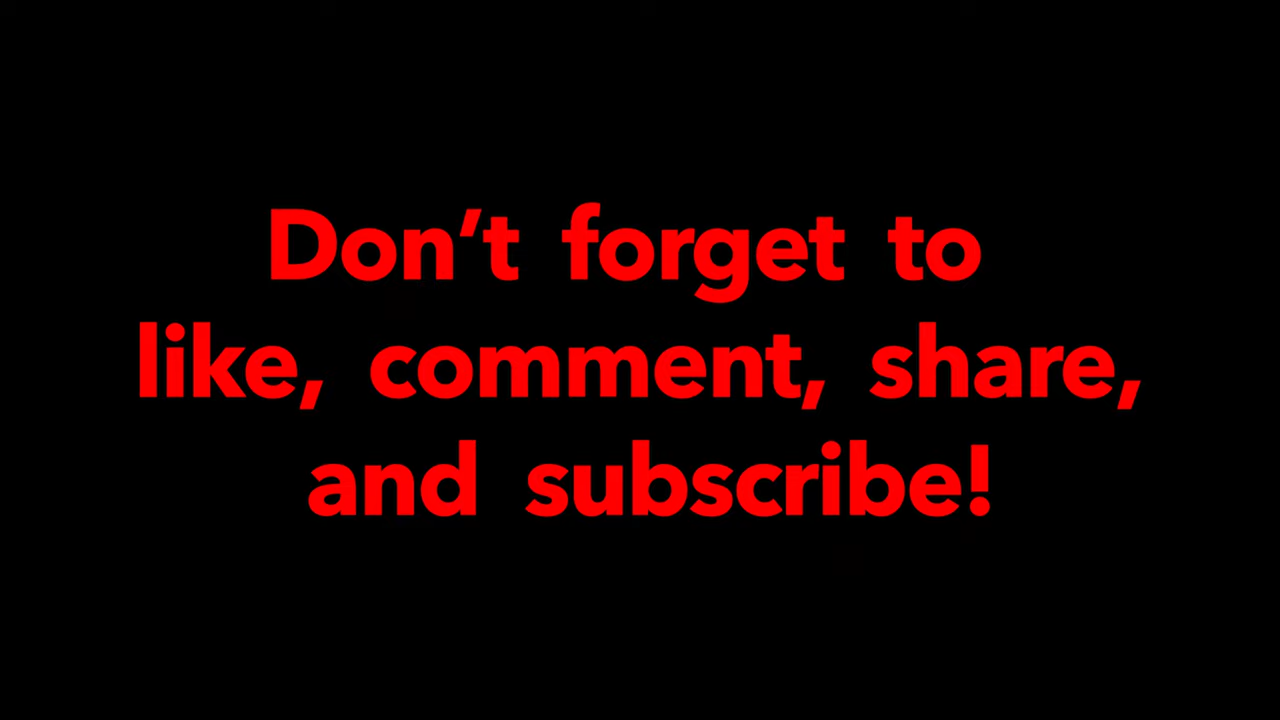 Don’t forget to
like, comment, share,
and subscribe!